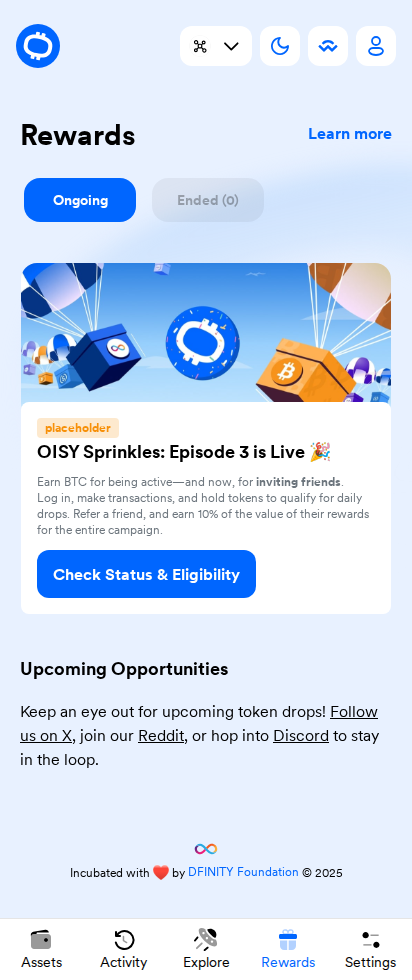 Rewards
Learn more
Ongoing
Ended (0)
placeholder
OISY Sprinkles: Episode 3 is Live 🎉
Earn BTC for being active—and now, for inviting friends.
Log in, make transactions, and hold tokens to qualify for daily
drops. Refer a friend, and earn 10% of the value of their rewards
for the entire campaign.
Check Status & Eligibility
Upcoming Opportunities
Keep an eye out for upcoming token drops! Follow
us on X, join our Reddit, or hop into Discord to stay
in the loop.
Incubated with ❤️ by DFINITY Foundation © 2025
Assets
Activity
Explore
Rewards
Settings